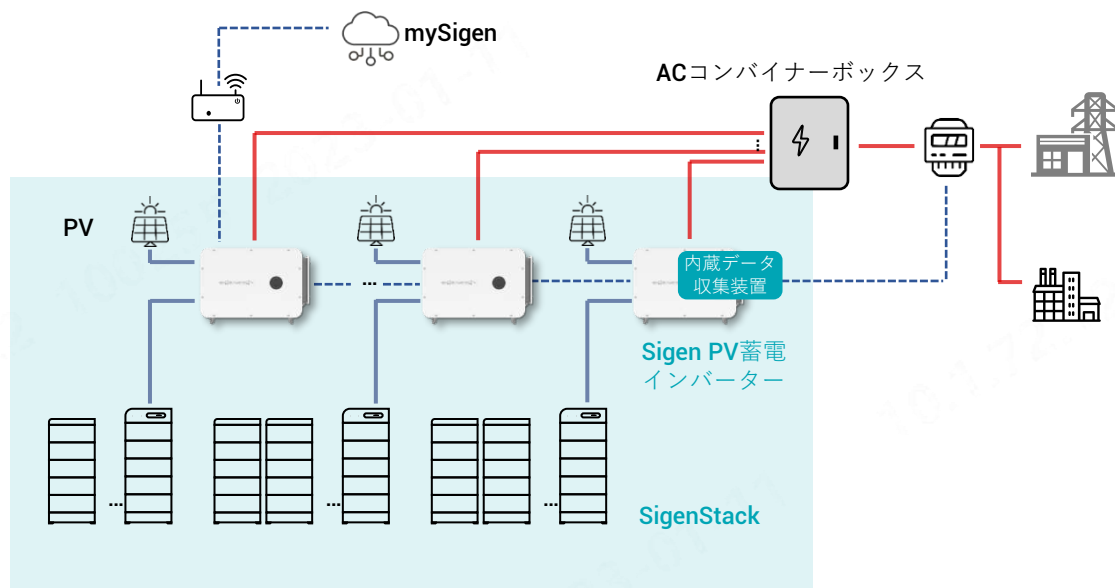 mySigen
ACコンバイナーボックス
PV
内蔵データ
収集装置
Sigen PV蓄電
インバーター
SigenStack